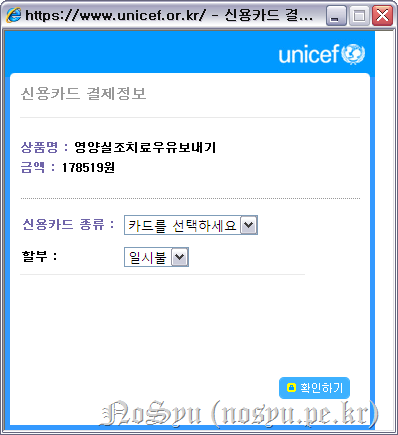 https://www.unicef.or.kr/ - 신용카드 결...
unicef
신용카드 결제정보
상품명 : 영양실조치료우유보내기
금액 : 178519원
신용카드 종류 : 카드를 선택하세요
할부 : 일시불
확인하기
NoSyu (nosyu.pe.kr)